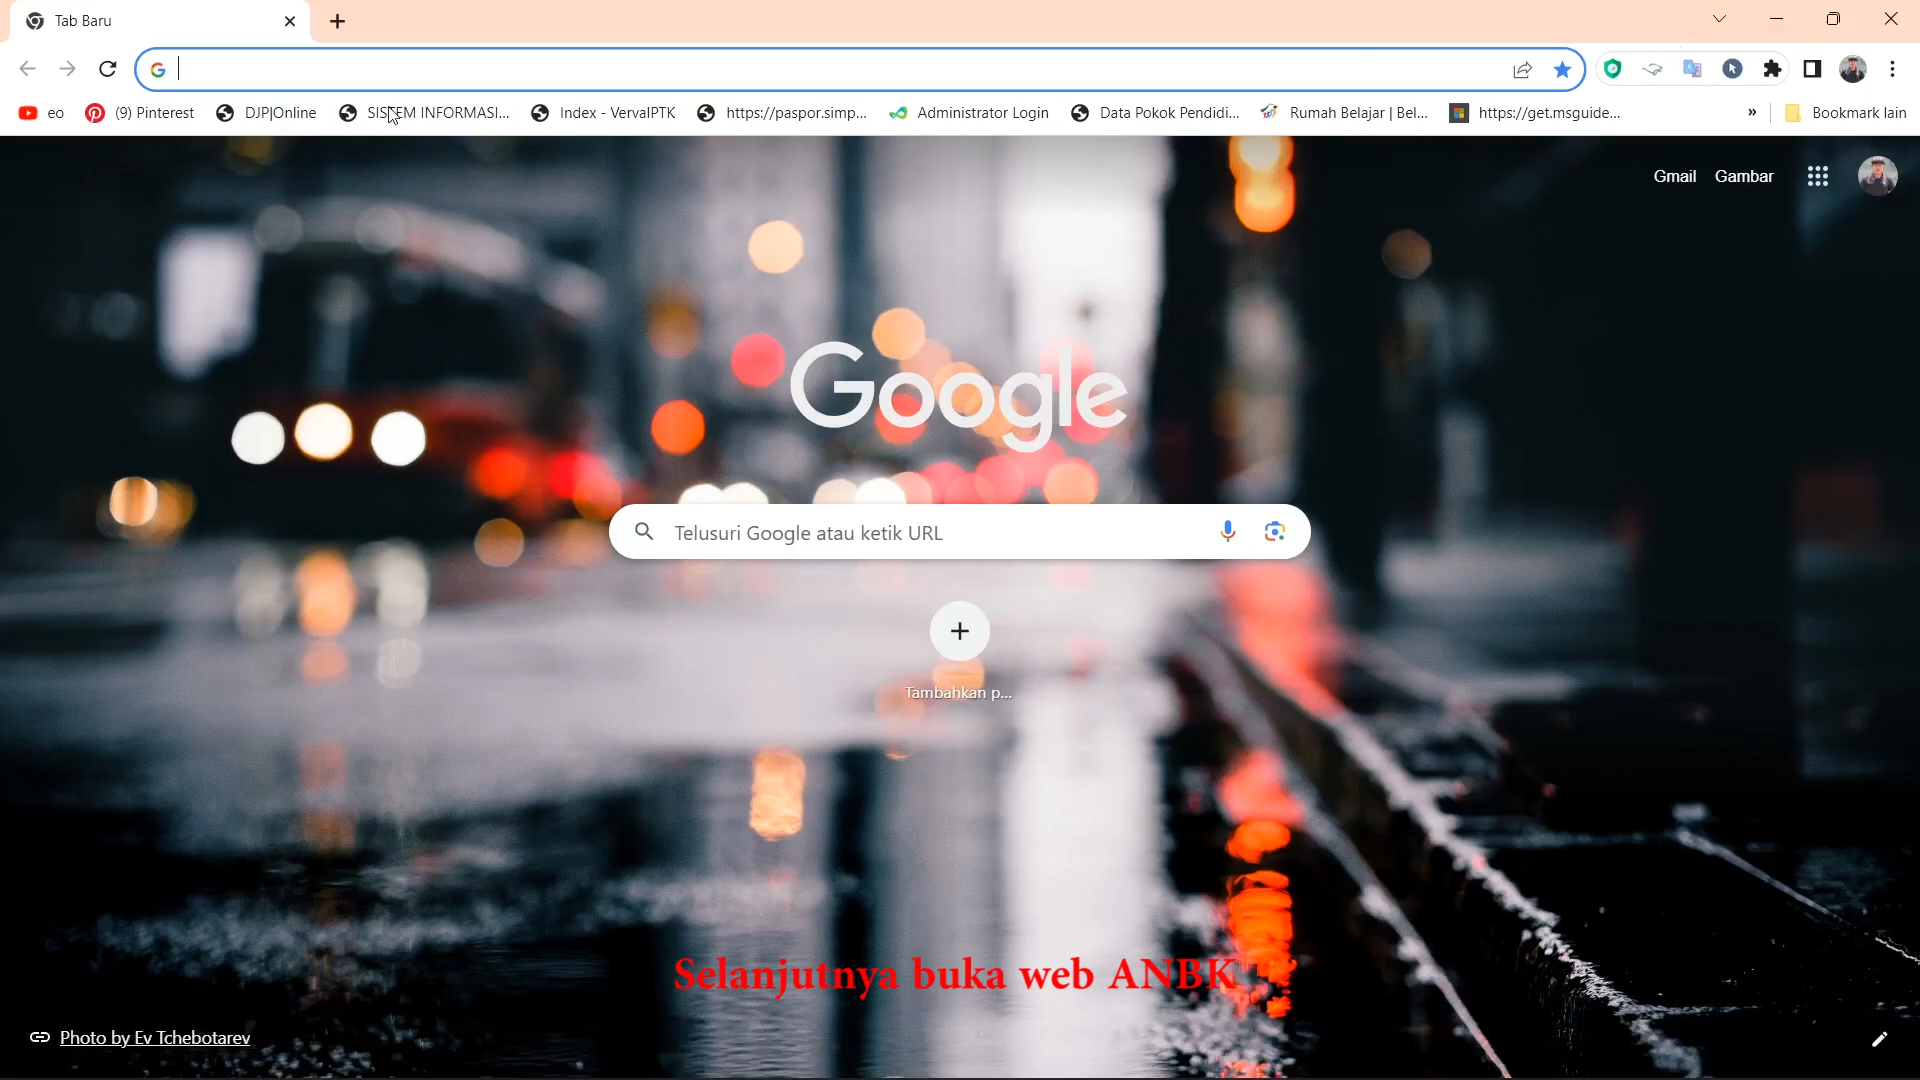 Tab Baru
eo
(9) Pinterest
DJP|Online
SISTEM INFORMASI...
Index - VervalPTK
https://paspor.simp...
Administrator Login
Data Pokok Pendidi...
Rumah Belajar | Bel...
https://get.msguide...
»
Bookmark lain
Gmail
Gambar
Google
Telusuri Google atau ketik URL
Tambahkan p...
Selanjutnya buka web ANBK
Photo by Ev Tchebotarev